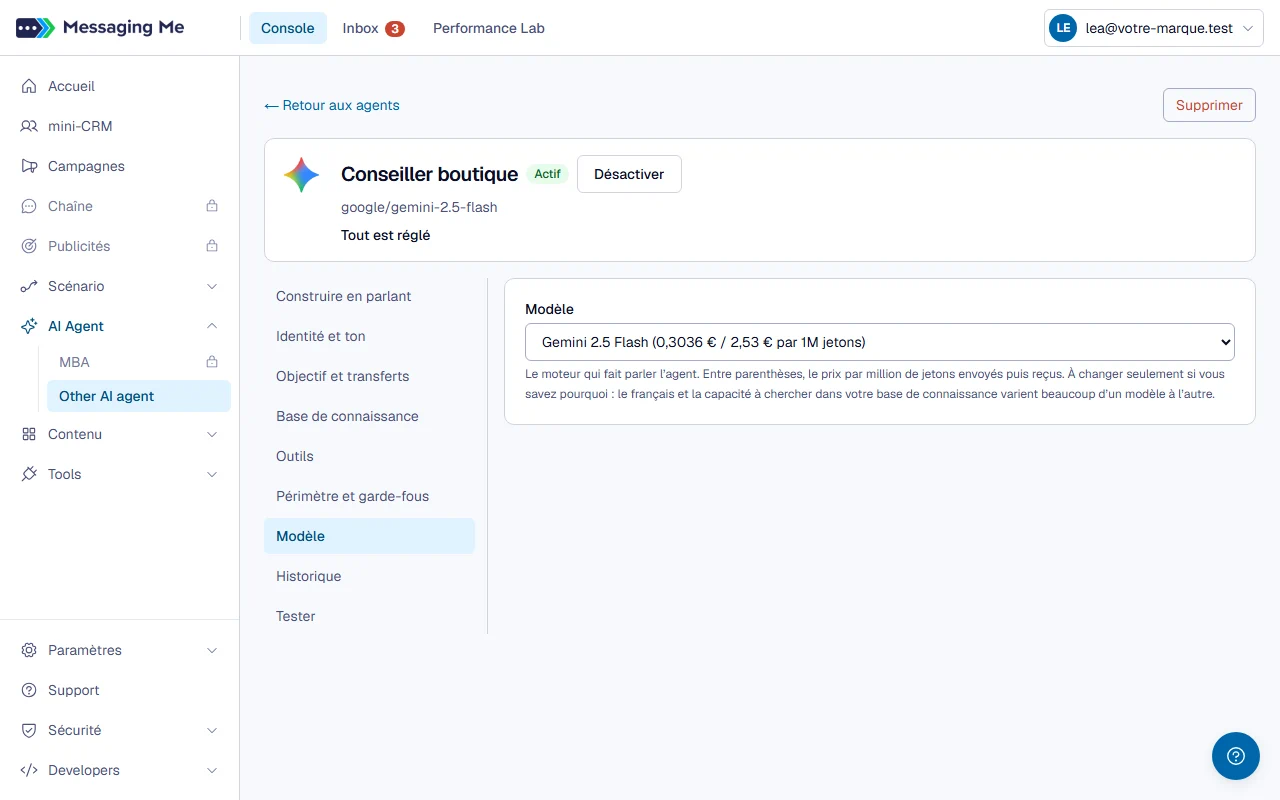 Messaging Me
Console
Inbox 3
Performance Lab
LE lea@votre-marque.test
Accueil
mini-CRM
Campagnes
Chaîne
Publicités
Scénario
AI Agent
MBA
Other AI agent
Contenu
Tools
Paramètres
Support
Sécurité
Developers
← Retour aux agents
Supprimer
Conseiller boutique Actif Désactiver
google/gemini-2.5-flash
Tout est réglé
Construire en parlant
Identité et ton
Objectif et transferts
Base de connaissance
Outils
Périmètre et garde-fous
Modèle
Historique
Tester
Modèle
Gemini 2.5 Flash (0,3036 € / 2,53 € par 1M jetons)
Le moteur qui fait parler l'agent. Entre parenthèses, le prix par million de jetons envoyés puis reçus. À changer seulement si vous
savez pourquoi : le français et la capacité à chercher dans votre base de connaissance varient beaucoup d'un modèle à l'autre.